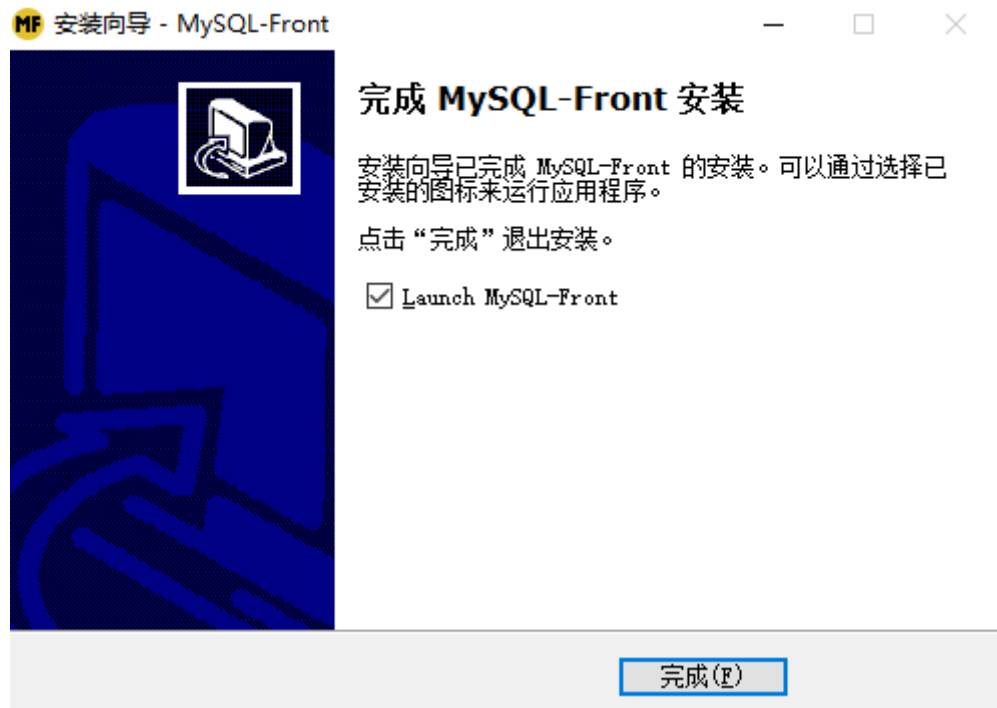 MF 安装向导 - MySQL-Front
完成 MySQL-Front 安装
安装向导已完成 MySQL-Front 的安装。可以通过选择已
安装的图标来运行应用程序。
点击“完成”退出安装。
Launch MySQL-Front
完成(F)